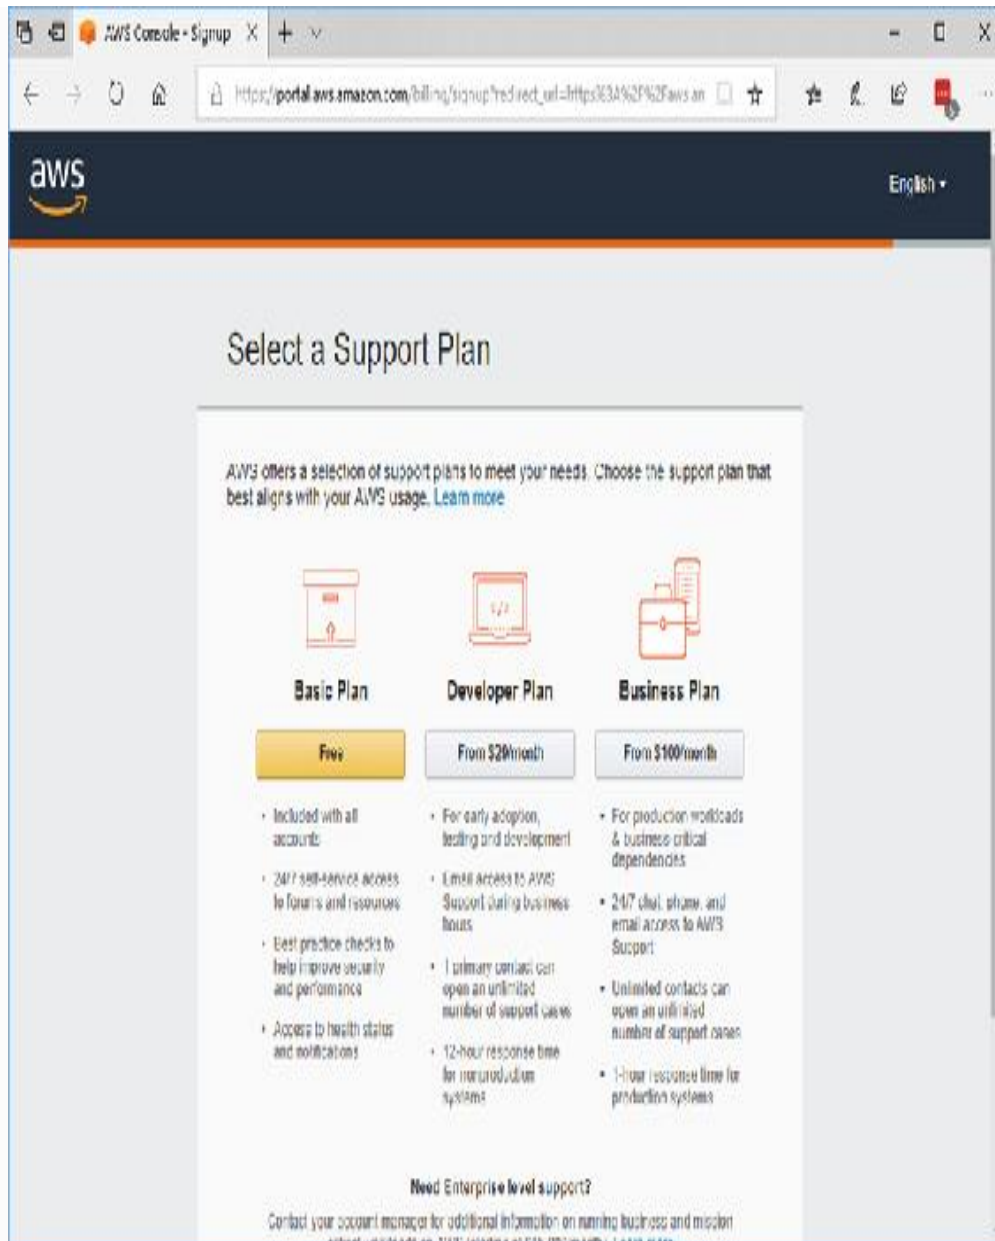 AWS Console - Signup
https://portal.aws.amazon.com/billing/signup?redirect_url=https%3A%2F%2Faws.am
aws
English
Select a Support Plan
AWS offers a selection of support plans to meet your needs. Choose the support plan that
best aligns with your AWS usage. Learn more
Basic Plan
Free
• Included with all
accounts
• 24/7 self-service access
to forums and resources
• Best practice checks to
help improve security
and performance
• Access to health status
and notifications
Developer Plan
From $29/month
• For early adoption,
testing and development
• Email access to AWS
Support during business
hours
• 1 primary contact can
open an unlimited
number of support cases
• 12-hour response time
for nonproduction
systems
Business Plan
From $100/month
• For production workloads
& business-critical
dependencies
• 24/7 chat, phone, and
email access to AWS
Support
• Unlimited contacts can
open an unlimited
number of support cases
• 1-hour response time for
production systems
Need Enterprise level support?
Contact your account manager for additional information on running business and mission